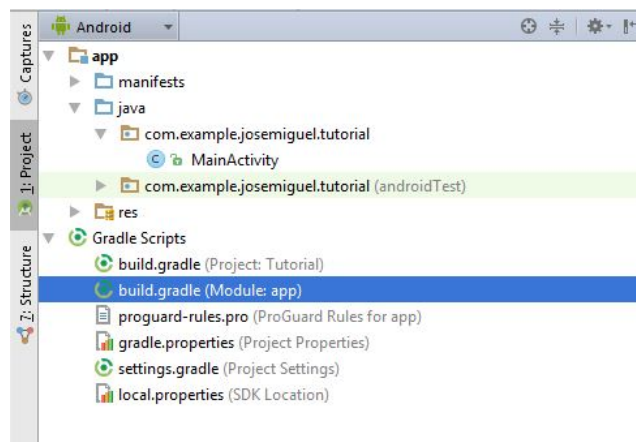 Android
Captures
1: Project
7: Structure
app
manifests
java
com.example.josemiguel.tutorial
C MainActivity
com.example.josemiguel.tutorial (androidTest)
res
Gradle Scripts
build.gradle (Project: Tutorial)
build.gradle (Module: app)
proguard-rules.pro (ProGuard Rules for app)
gradle.properties (Project Properties)
settings.gradle (Project Settings)
local.properties (SDK Location)